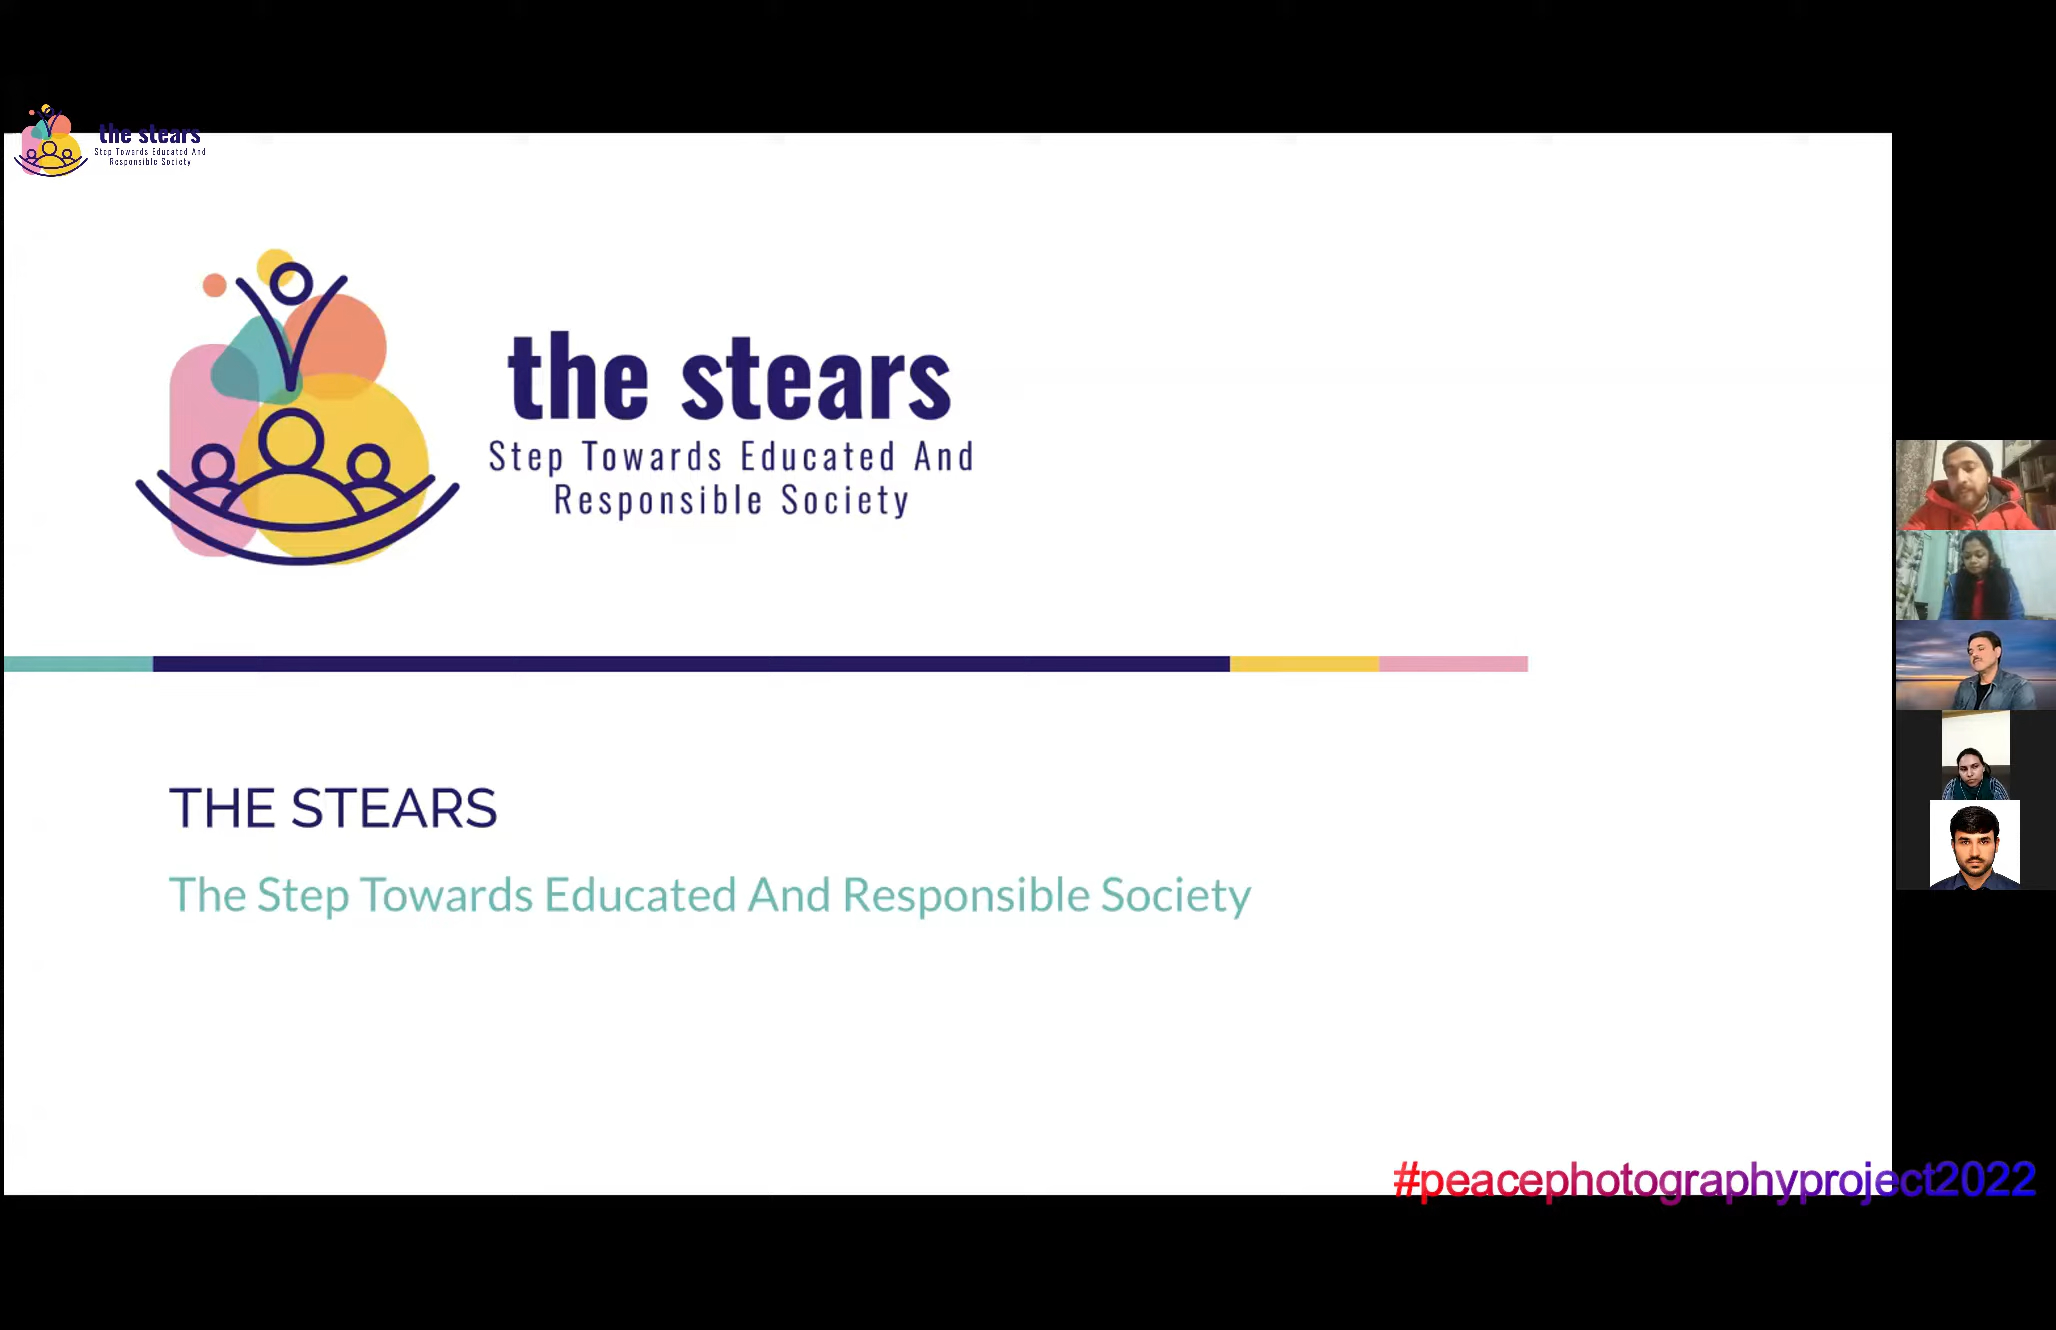 the stears
Step Towards Educated And
Responsible Society
the stears
Step Towards Educated And
Responsible Society
THE STEARS
The Step Towards Educated And Responsible Society
#peacephotographyproject2022